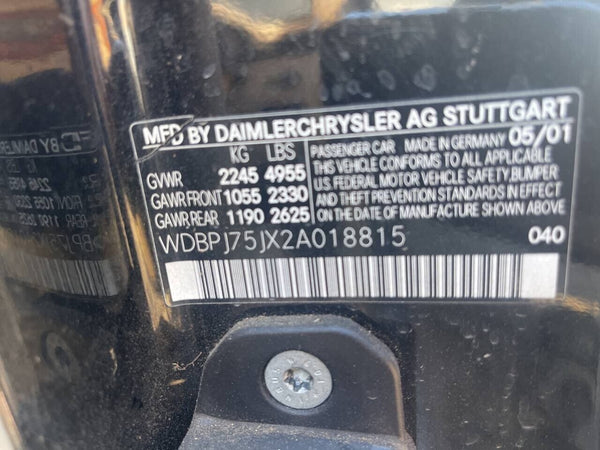 MFD BY DAIMLERCHRYSLER AG STUTTGART
KG LBS
GVWR 2245 4955
GAWR.FRONT 1055 2330
GAWR.REAR 1190 2625
PASSENGER CAR MADE IN GERMANY 05/01
THIS VEHICLE CONFORMS TO ALL APPLICABLE
U.S. FEDERAL MOTOR VEHICLE SAFETY, BUMPER
AND THEFT PREVENTION STANDARDS IN EFFECT
ON THE DATE OF MANUFACTURE SHOWN ABOVE
WDBPJ75JX2A018815 040